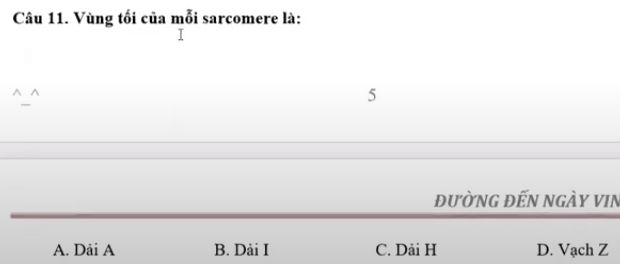 Câu 11. Vùng tối của mỗi sarcomere là:
^_^
5
ĐƯỜNG ĐẾN NGÀY VIN
A. Dải A B. Dải I C. Dải H D. Vạch Z